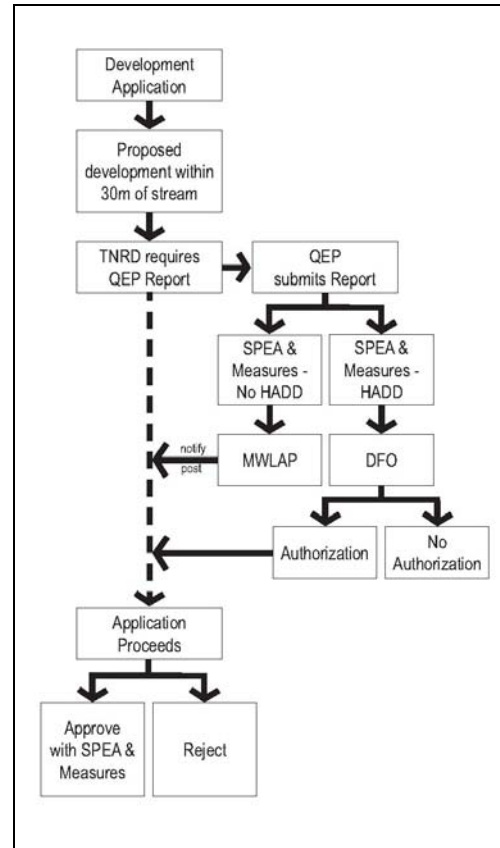 Development
Application
Proposed
development within
30m of stream
TNRD requires
QEP Report
QEP
submits Report
SPEA &
Measures -
No HADD
SPEA &
Measures -
HADD
notify
post
MWLAP
DFO
Authorization
No
Authorization
Application
Proceeds
Approve
with SPEA &
Measures
Reject